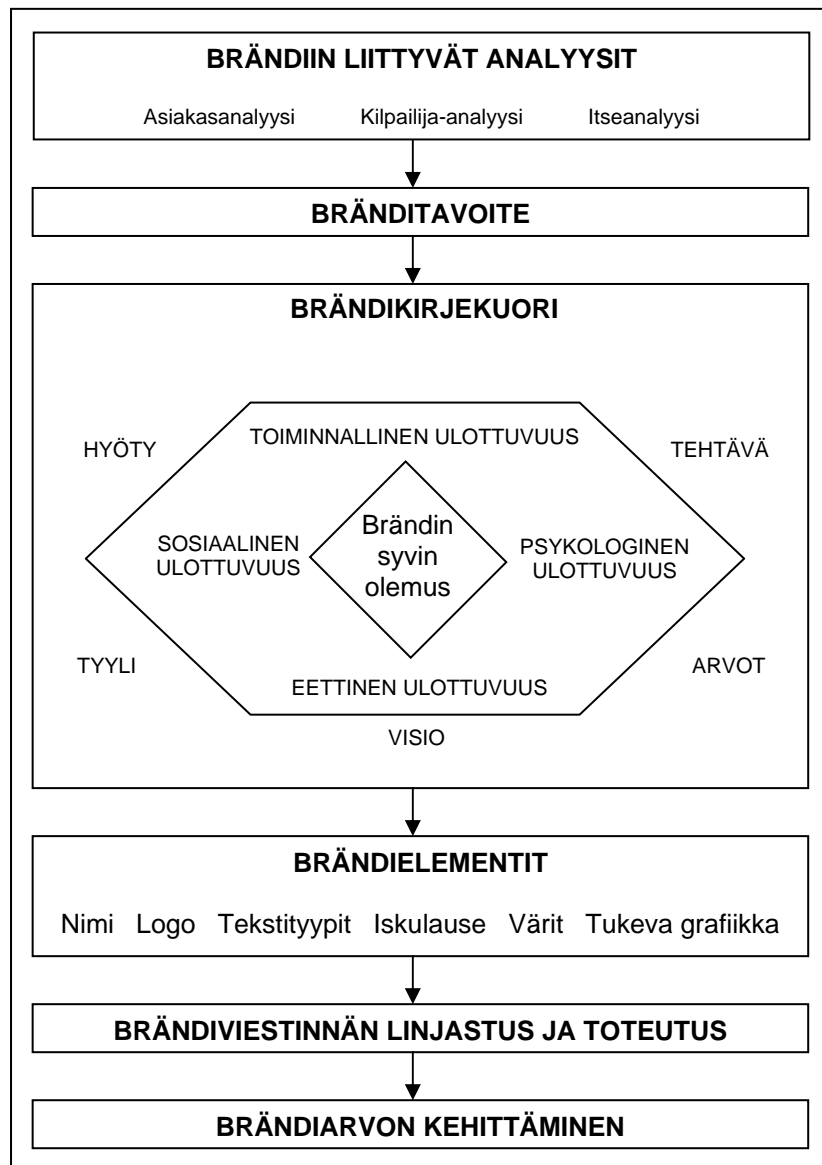 BRÄNDIIN LIITTYVÄT ANALYYSIT
Asiakasanalyysi Kilpailija-analyysi Itseanalyysi
BRÄNDITAVOITE
BRÄNDIKIRJEKUORI
TOIMINNALLINEN ULOTTUVUUS
HYÖTY
TEHTÄVÄ
SOSIAALINEN
ULOTTUVUUS
Brändin
syvin
olemus
PSYKOLOGINEN
ULOTTUVUUS
TYYLI
ARVOT
EETTINEN ULOTTUVUUS
VISIO
BRÄNDIELEMENTIT
Nimi Logo Tekstityypit Iskulause Värit Tukeva grafiikka
BRÄNDIVIESTINNÄN LINJASTUS JA TOTEUTUS
BRÄNDIARVON KEHITTÄMINEN